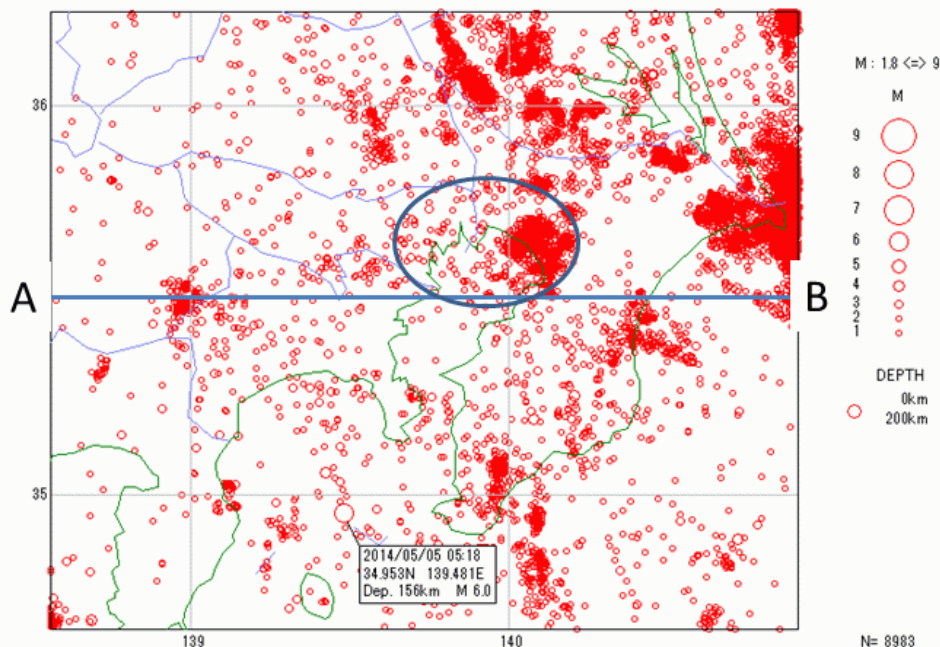 M : 1.8 <=> 9
36
M
9
8
7
6
5
4
3
2
1
A
B
DEPTH
0km
200km
35
2014/05/05 05:18
34.953N 139.481E
Dep. 156km M 6.0
139
140
N= 8983